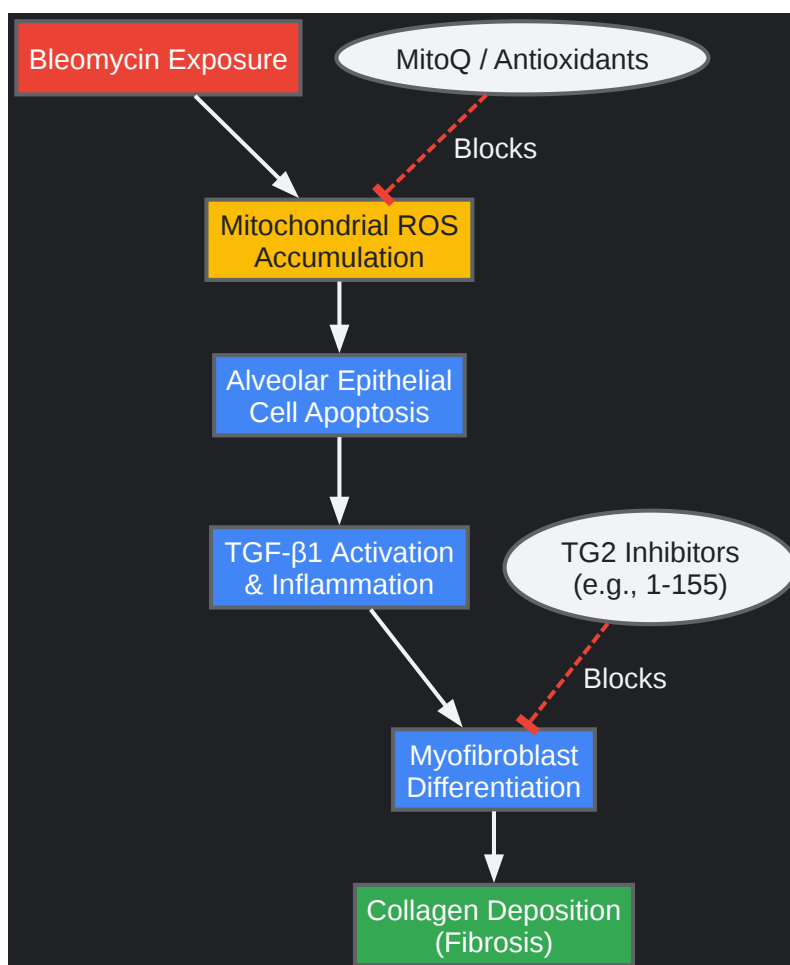 Bleomycin Exposure
MitoQ / Antioxidants
Blocks
Mitochondrial ROS
Accumulation
Alveolar Epithelial
Cell Apoptosis
TGF-β1 Activation
& Inflammation
TG2 Inhibitors
(e.g., 1-155)
Blocks
Myofibroblast
Differentiation
Collagen Deposition
(Fibrosis)